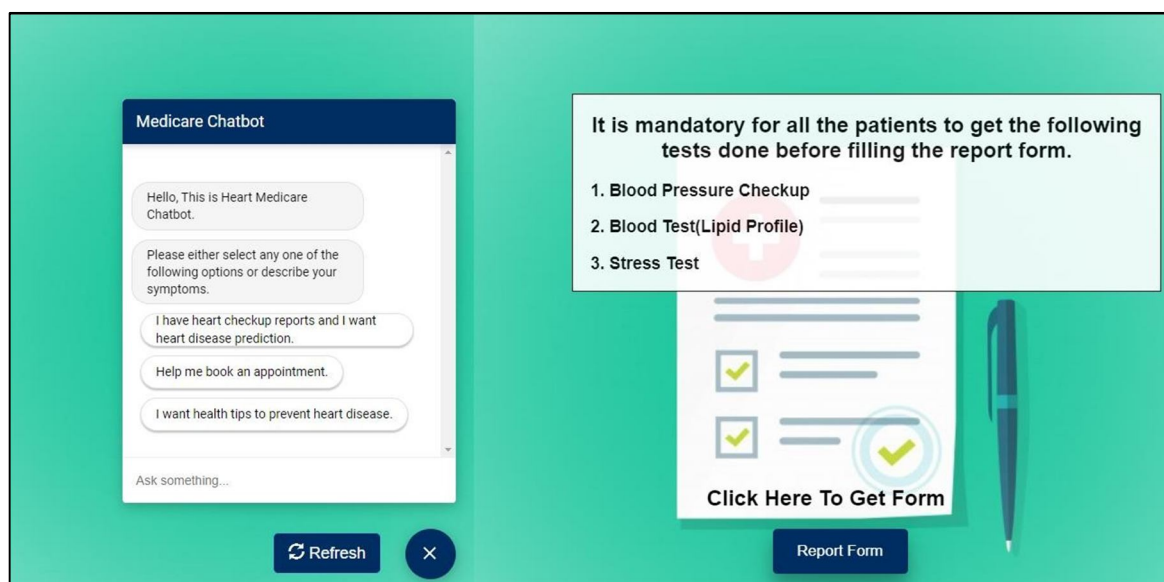 Medicare Chatbot
Hello, This is Heart Medicare
Chatbot.
Please either select any one of the
following options or describe your
symptoms.
I have heart checkup reports and I want
heart disease prediction.
Help me book an appointment.
I want health tips to prevent heart disease.
Ask something...
Refresh
It is mandatory for all the patients to get the following
tests done before filling the report form.
1. Blood Pressure Checkup
2. Blood Test(Lipid Profile)
3. Stress Test
Click Here To Get Form
Report Form